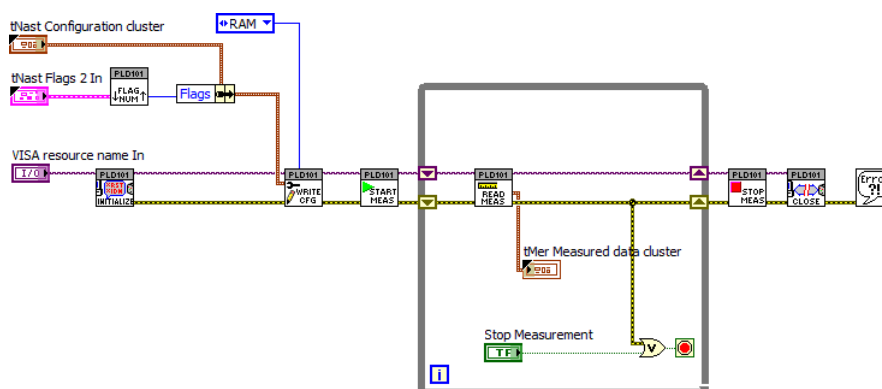 tNast Configuration cluster
RAM
tNast Flags 2 In
PLD101
FLAG
NUM
Flags
VISA resource name In
I/O
PLD101
INITIALIZE
PLD101
WRITE
CFG
PLD101
START
MEAS
PLD101
READ
MEAS
PLD101
STOP
MEAS
PLD101
CLOSE
Error
?!
tMer Measured data cluster
Stop Measurement
TF
V
i